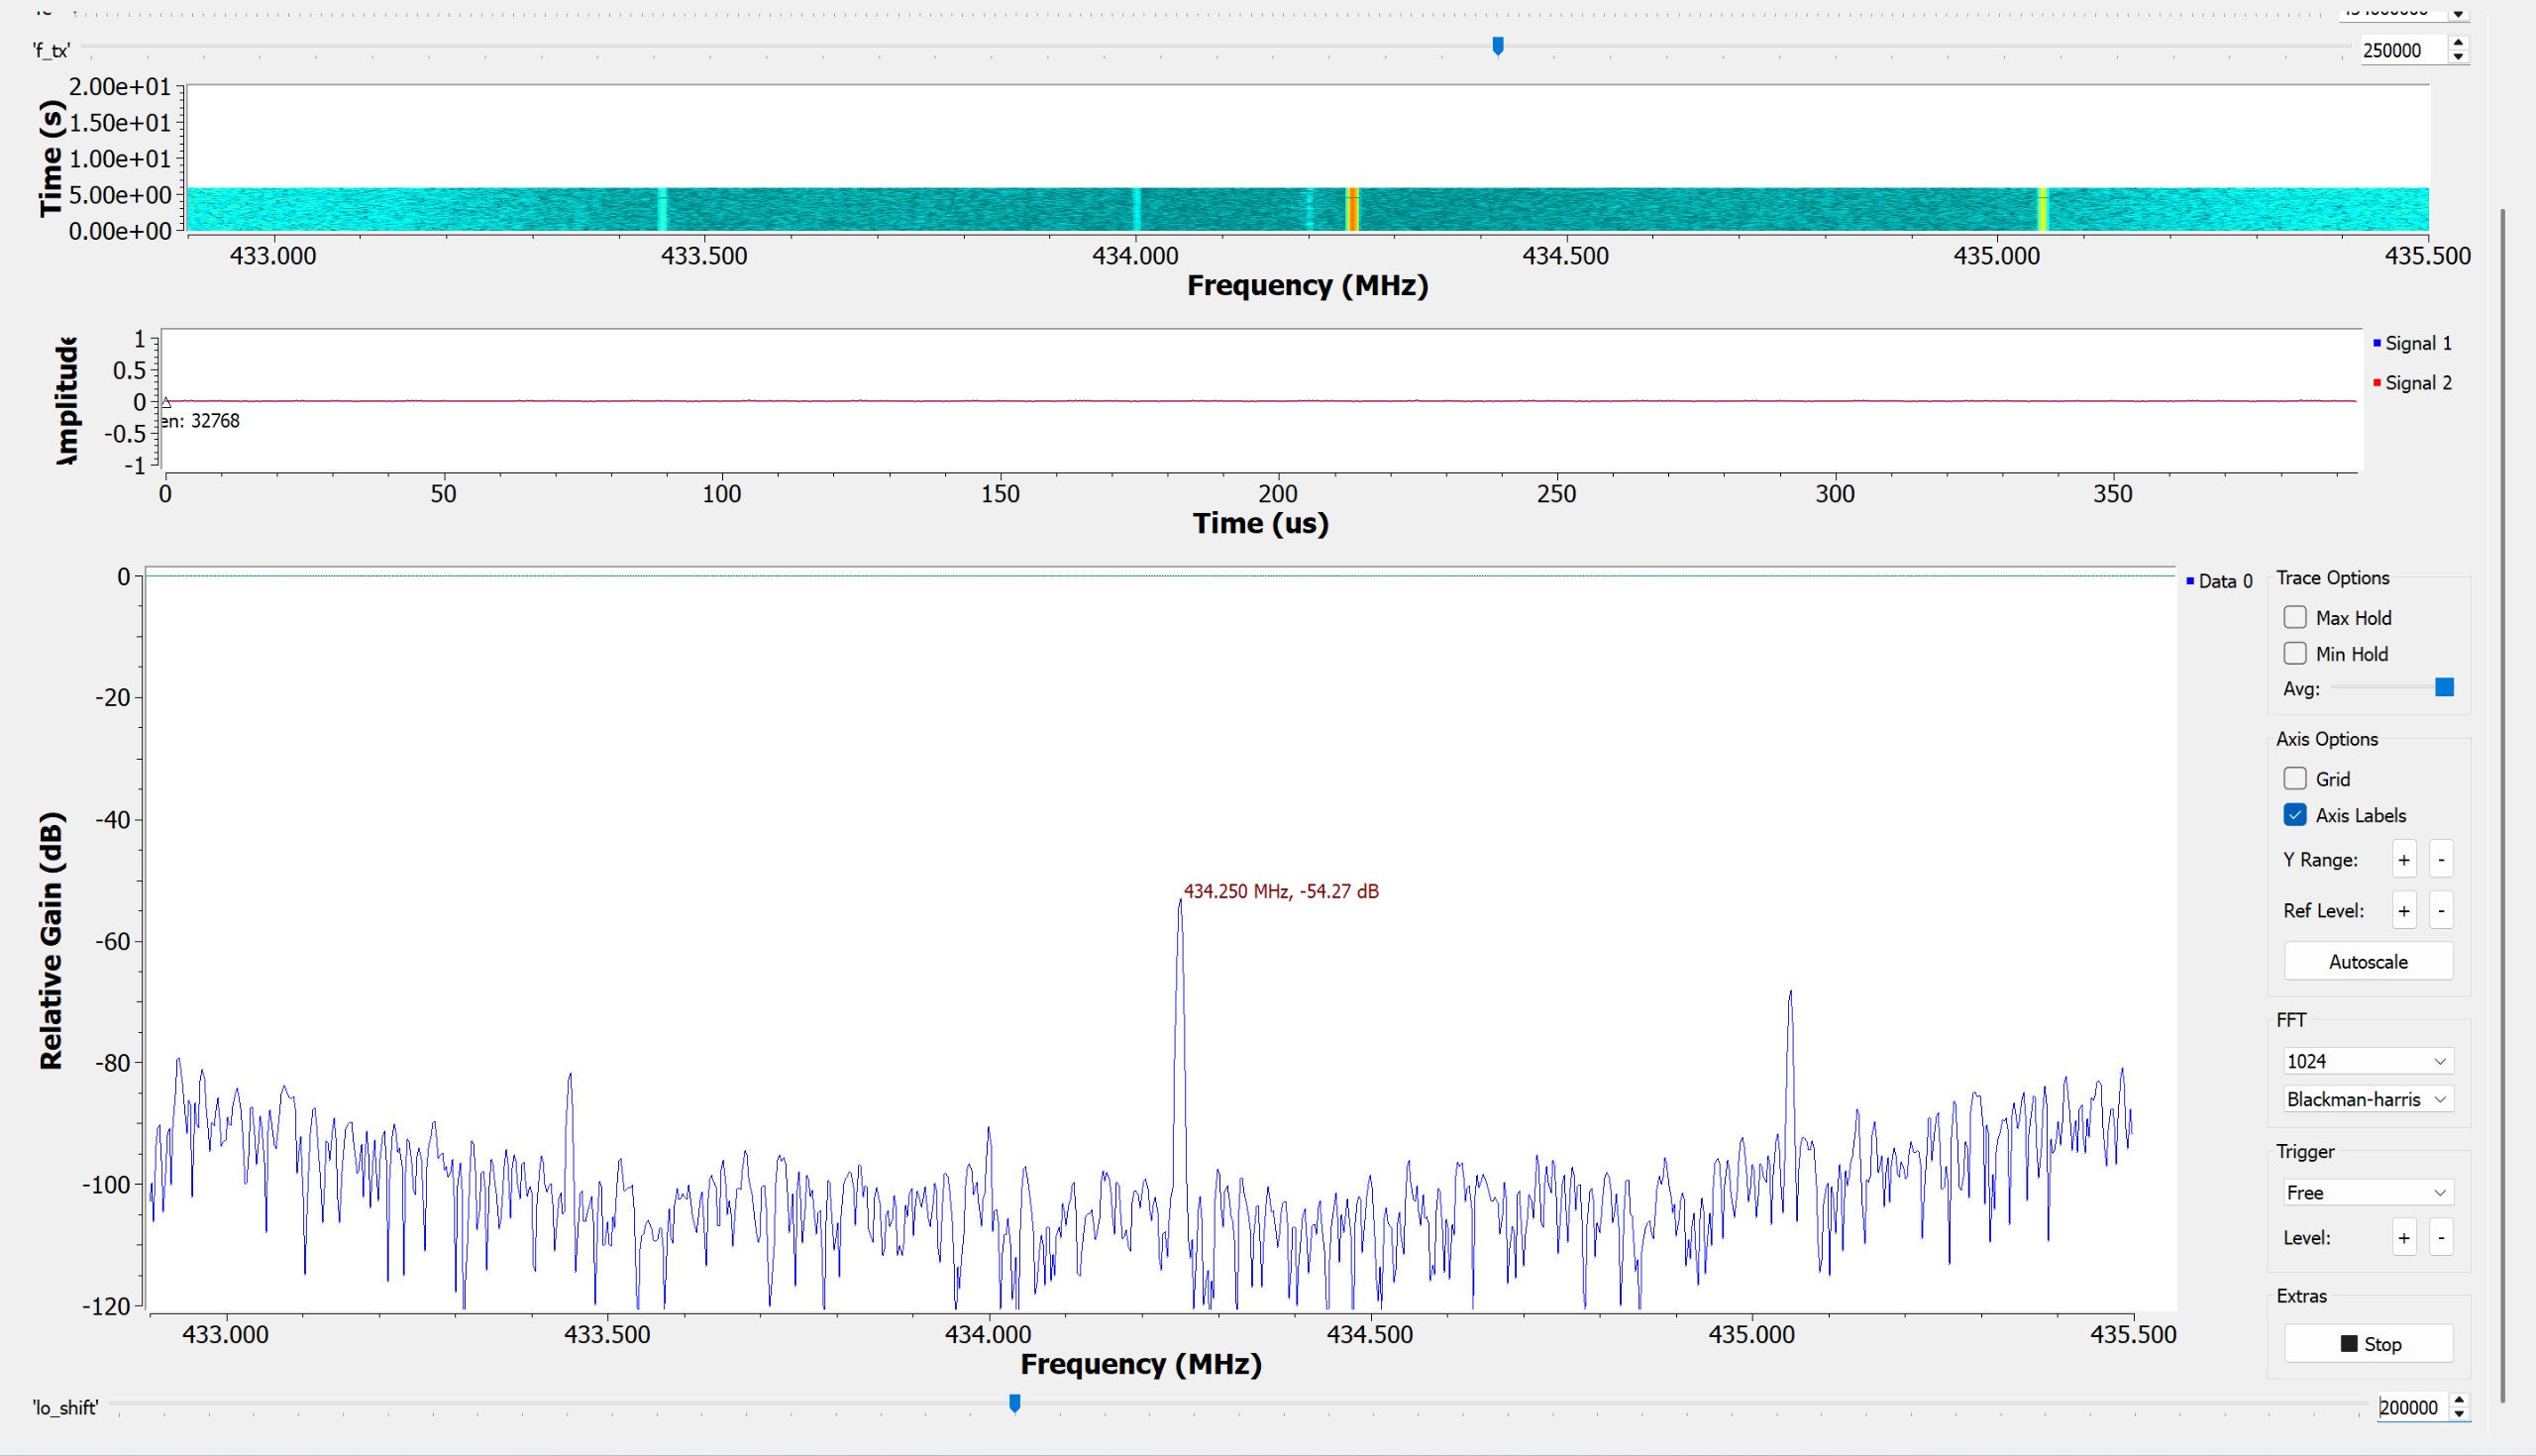 'f_tx'
250000
Time (s)
2.00e+01
1.50e+01
1.00e+01
5.00e+00
0.00e+00
433.000 433.500 434.000 434.500 435.000 435.500
Frequency (MHz)
1
0.5
0
-0.5
-1
en: 32768
Signal 1
Signal 2
0 50 100 150 200 250 300 350
Time (us)
Relative Gain (dB)
0
-20
-40
-60
-80
-100
-120
434.250 MHz, -54.27 dB
Data 0
433.000 433.500 434.000 434.500 435.000 435.500
Frequency (MHz)
Trace Options
Max Hold
Min Hold
Avg:
Axis Options
Grid
Axis Labels
Y Range: + -
Ref Level: + -
Autoscale
FFT
1024
Blackman-harris
Trigger
Free
Level: + -
Extras
Stop
'lo_shift'
200000